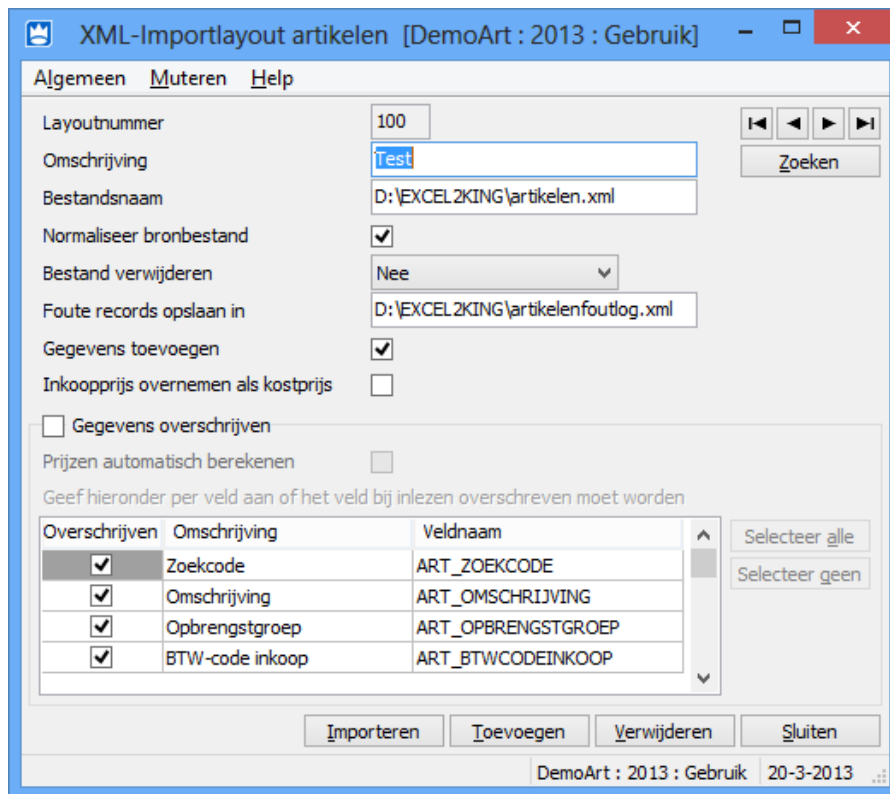 XML-Importlayout artikelen [DemoArt : 2013 : Gebruik]
Algemeen Muteren Help
Layoutnummer 100
Omschrijving Test Zoeken
Bestandsnaam D:\EXCEL2KING\artikelen.xml
Normaliseer bronbestand
Bestand verwijderen Nee
Foute records opslaan in D:\EXCEL2KING\artikelenfoutlog.xml
Gegevens toevoegen
Inkoopprijs overnemen als kostprijs
Gegevens overschrijven
Prijzen automatisch berekenen
Geef hieronder per veld aan of het veld bij inlezen overschreven moet worden
Overschrijven Omschrijving Veldnaam Selecteer alle
Zoekcode ART_ZOEKCODE Selecteer geen
Omschrijving ART_OMSCHRIJVING
Opbrengstgroep ART_OPBRENGSTGROEP
BTW-code inkoop ART_BTWCODEINKOOP
Importeren Toevoegen Verwijderen Sluiten
DemoArt : 2013 : Gebruik 20-3-2013